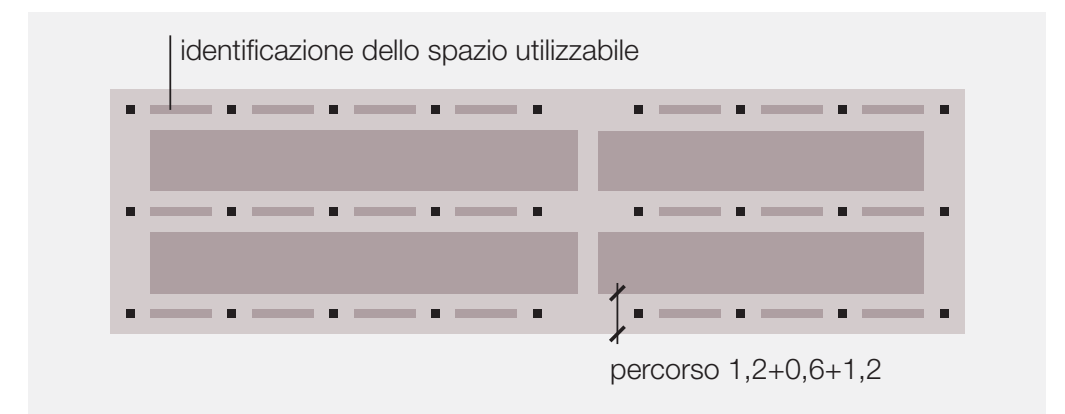 identificazione dello spazio utilizzabile
percorso 1,2+0,6+1,2